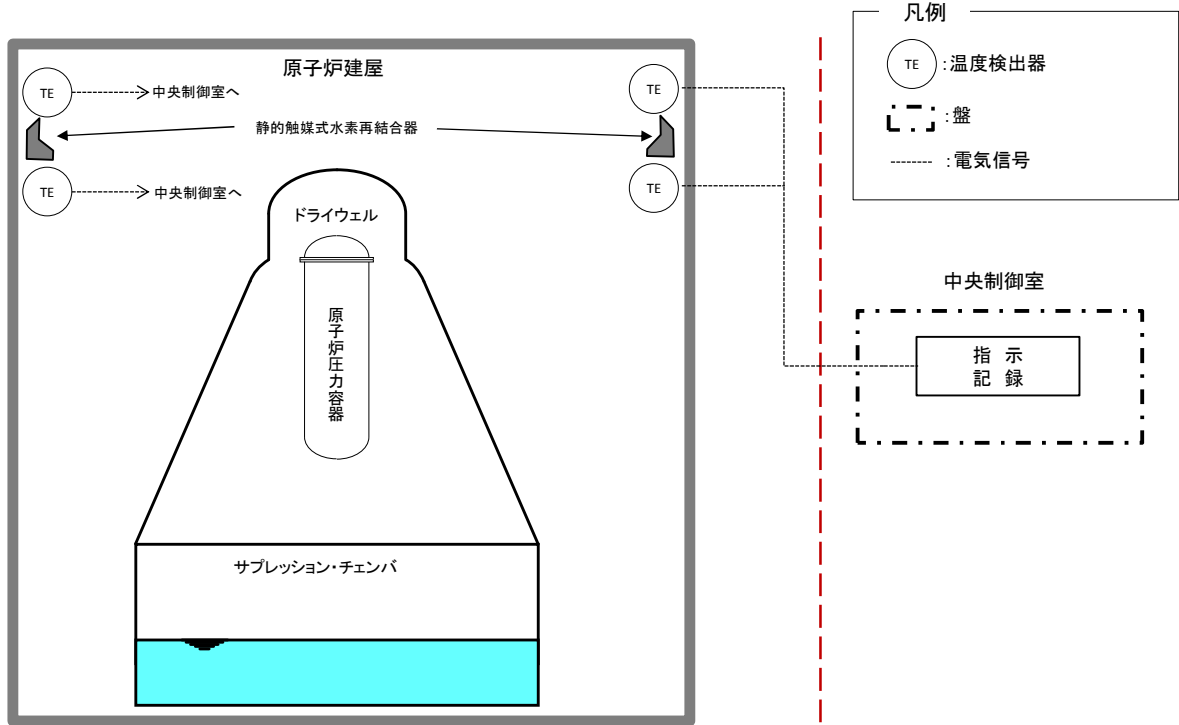 凡例
TE
:温度検出器
:盤
:電気信号
原子炉建屋
TE
中央制御室へ
TE
静的触媒式水素再結合器
TE
中央制御室へ
TE
ドライウェル
原子炉圧力容器
サプレッション・チェンバ
中央制御室
指 示
記 録